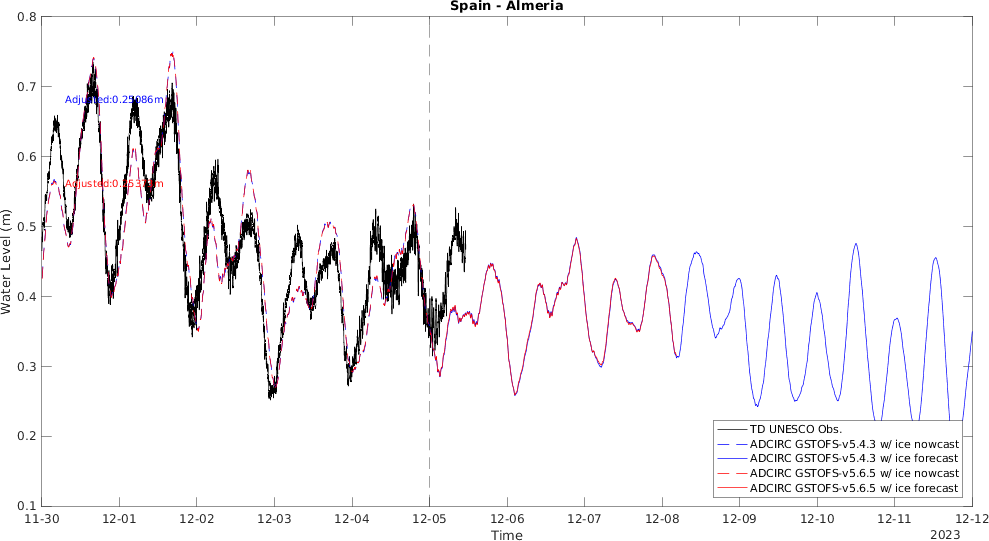 Spain - Almeria
0.8
0.7
0.6
0.5
0.4
0.3
0.2
0.1
Water Level (m)
Adjusted:0.25086m
TD UNESCO Obs.
ADCIRC GSTOFS-v5.4.3 w/ ice nowcast
ADCIRC GSTOFS-v5.4.3 w/ ice forecast
ADCIRC GSTOFS-v5.6.5 w/ ice nowcast
ADCIRC GSTOFS-v5.6.5 w/ ice forecast
11-30 12-01 12-02 12-03 12-04 12-05 12-06 12-07 12-08 12-09 12-10 12-11 12-12
Time
2023